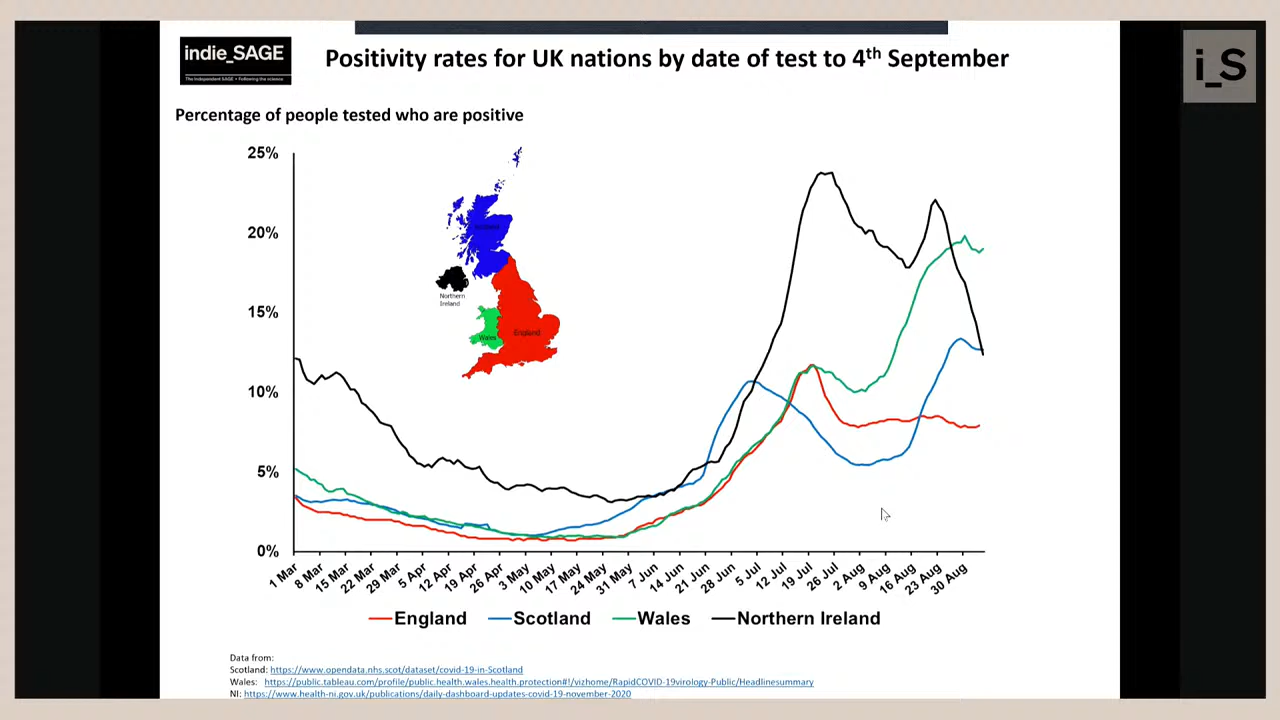 indie_SAGE
The Independent SAGE • Following the science
Positivity rates for UK nations by date of test to 4th September
i_S
Percentage of people tested who are positive
25%
20%
15%
10%
5%
0%
Scotland
Northern
Ireland
Wales
England
1 Mar
8 Mar
15 Mar
22 Mar
29 Mar
5 Apr
12 Apr
19 Apr
26 Apr
3 May
10 May
17 May
24 May
31 May
7 Jun
14 Jun
21 Jun
28 Jun
5 Jul
12 Jul
19 Jul
26 Jul
2 Aug
9 Aug
16 Aug
23 Aug
30 Aug
England Scotland Wales Northern Ireland
Data from:
Scotland: https://www.opendata.nhs.scot/dataset/covid-19-in-Scotland
Wales: https://public.tableau.com/profile/public.health.wales.health.protection#!/vizhome/RapidCOVID-19virology-Public/Headlinesummary
NI: https://www.health-ni.gov.uk/publications/daily-dashboard-updates-covid-19-november-2020